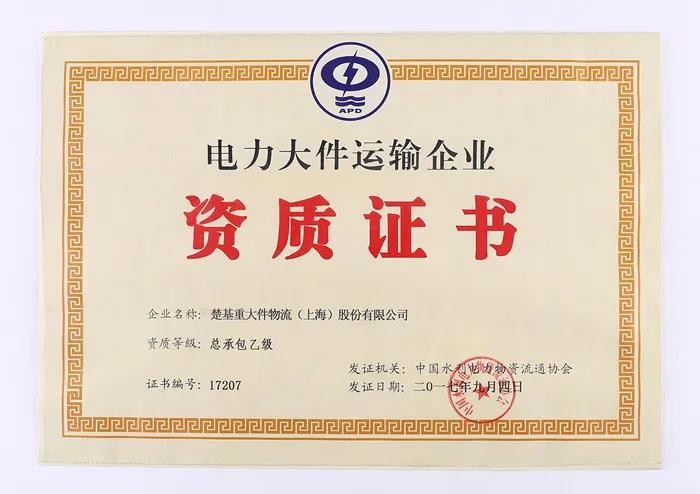 APD
电力大件运输企业
资质证书
企业名称：楚基重大件物流（上海）股份有限公司
资质等级：总承包乙级
发证机关：中国水利电力物资流通协会
证书编号：17207
发证日期：二〇一七年九月四日